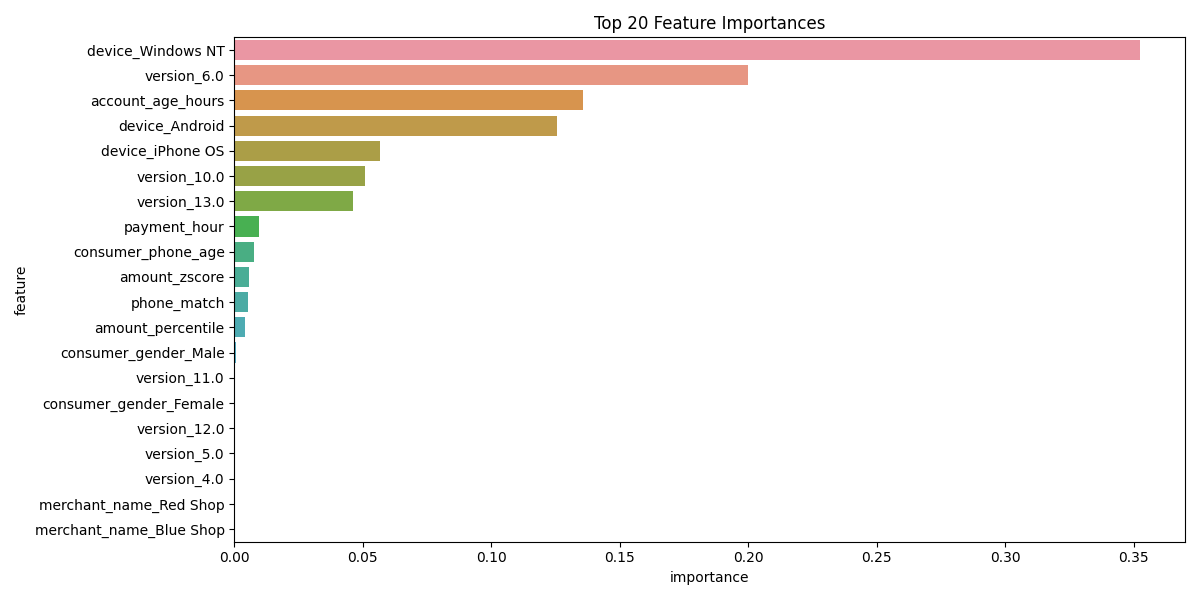 Top 20 Feature Importances
feature
device_Windows NT
version_6.0
account_age_hours
device_Android
device_iPhone OS
version_10.0
version_13.0
payment_hour
consumer_phone_age
amount_zscore
phone_match
amount_percentile
consumer_gender_Male
version_11.0
consumer_gender_Female
version_12.0
version_5.0
version_4.0
merchant_name_Red Shop
merchant_name_Blue Shop
0.00 0.05 0.10 0.15 0.20 0.25 0.30 0.35
importance